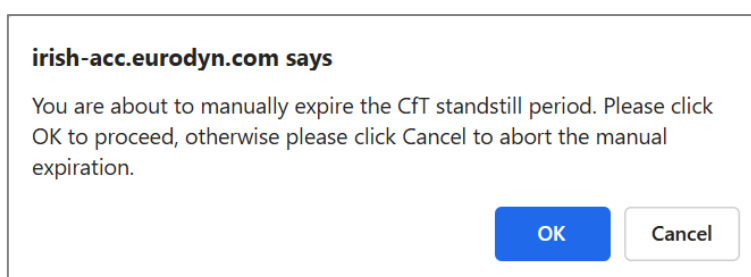 irish-acc.eurodyn.com says
You are about to manually expire the CfT standstill period. Please click
OK to proceed, otherwise please click Cancel to abort the manual
expiration.
OK
Cancel